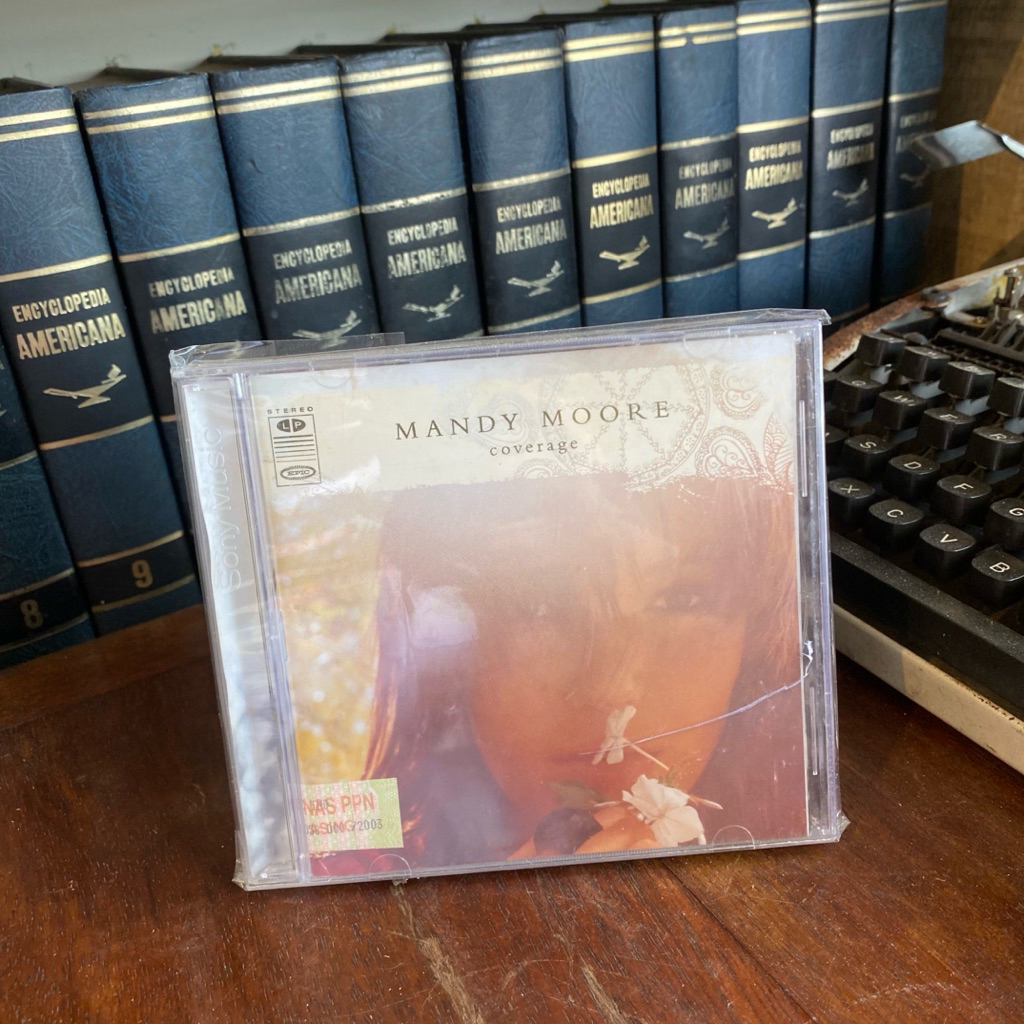 ENCYCLOPEDIA
AMERICANA
8
9
ENCYCLOPEDIA
AMERICANA
ENCYCLOPEDIA
AMERICANA
ENCYCLOPEDIA
AMERICANA
ENCYCLOPEDIA
AMERICANA
ENCYCLOPEDIA
AMERICANA
ENCYCLOPEDIA
AMERICANA
ENCYCLOPEDIA
AMERICANA
ENCYCLOPEDIA
AMERICANA
STEREO
LP
EPIC
MANDY MOORE
coverage
Sony Music
NAS PPN
/2003
W
S D F G
X C V B